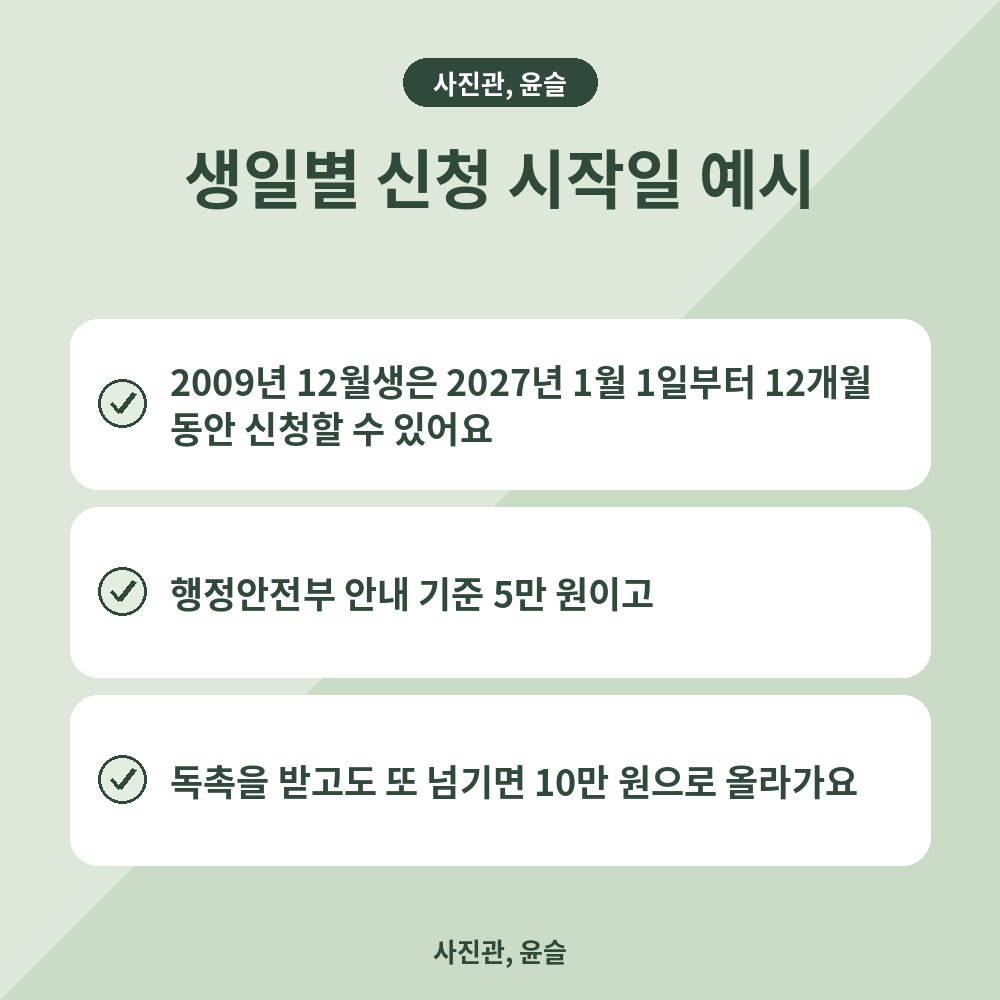 사진관, 윤슬
생일별 신청 시작일 예시
2009년 12월생은 2027년 1월 1일부터 12개월
동안 신청할 수 있어요
행정안전부 안내 기준 5만 원이고
독촉을 받고도 또 넘기면 10만 원으로 올라가요
사진관, 윤슬